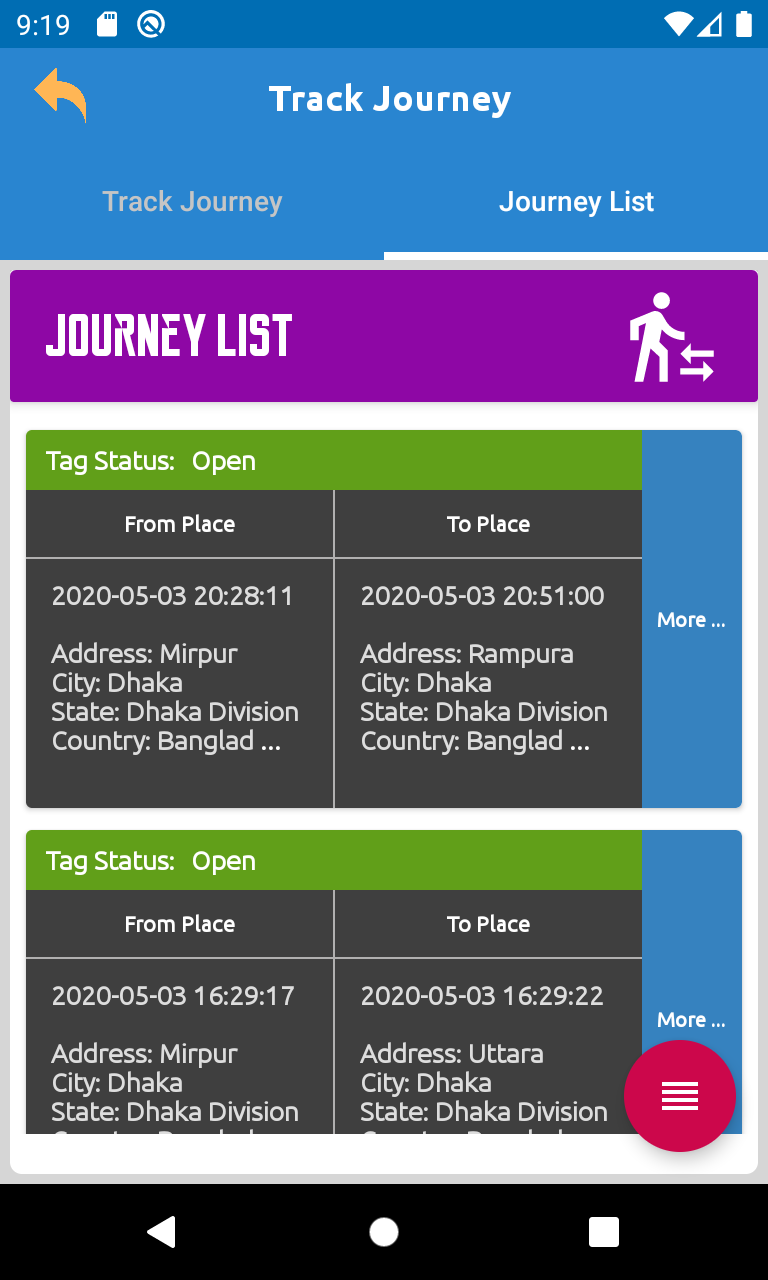 9:19
Track Journey
Track Journey
Journey List
JOURNEY LIST
Tag Status: Open
From Place
To Place
2020-05-03 20:28:11
Address: Mirpur
City: Dhaka
State: Dhaka Division
Country: Banglad ...
2020-05-03 20:51:00
Address: Rampura
City: Dhaka
State: Dhaka Division
Country: Banglad ...
More ...
Tag Status: Open
From Place
To Place
2020-05-03 16:29:17
Address: Mirpur
City: Dhaka
State: Dhaka Division
2020-05-03 16:29:22
Address: Uttara
City: Dhaka
State: Dhaka Division
More ...